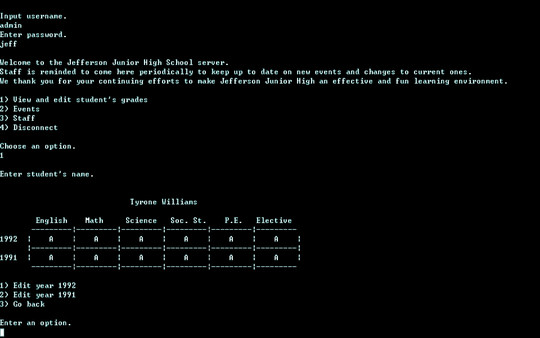 Input username.
admin
Enter password.
jeff
Welcome to the Jefferson Junior High School server.
Staff is reminded to come here periodically to keep up to date on new events and changes to current ones.
We thank you for your continuing efforts to make Jefferson Junior High an effective and fun learning environment.
1) View and edit student's grades
2) Events
3) Staff
4) Disconnect
Choose an option.
1
Enter student's name.
Tyrone Williams
English Math Science Soc. St. P.E. Elective
---------¦---------¦---------¦---------¦---------¦---------
1992 ¦ A ¦ A ¦ A ¦ A ¦ A ¦ A ¦
¦---------¦---------¦---------¦---------¦---------¦---------
1991 ¦ A ¦ A ¦ A ¦ A ¦ A ¦ A ¦
---------¦---------¦---------¦---------¦---------¦---------
1) Edit year 1992
2) Edit year 1991
3) Go back
Enter an option.